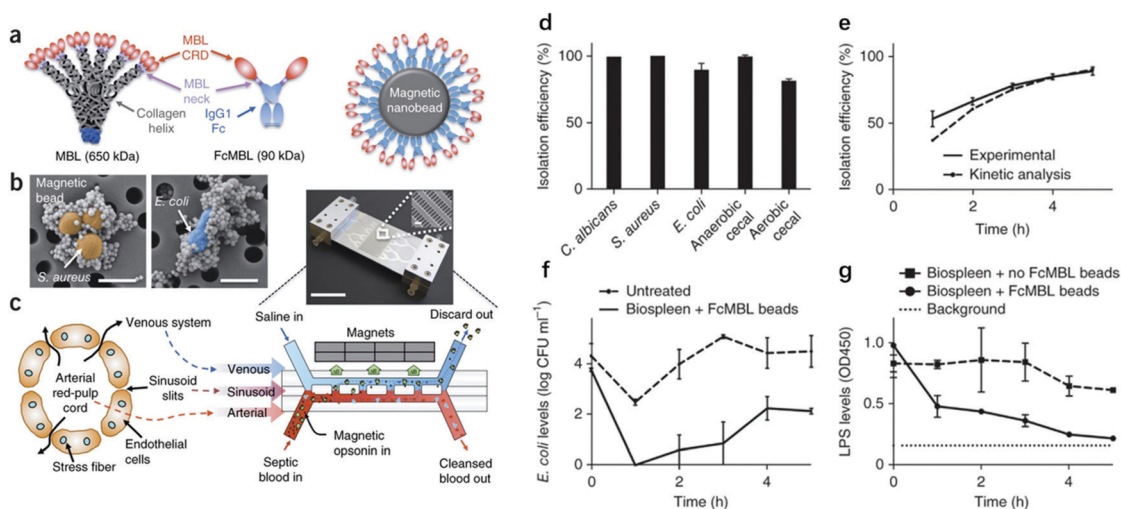 a
MBL
CRD
MBL
neck
Collagen
helix
IgG1
Fc
MBL (650 kDa)
FcMBL (90 kDa)
Magnetic
nanobead
b
Magnetic
bead
S. aureus
E. coli
c
Venous system
Arterial
red-pulp
cord
Sinusoid
slits
Endothelial
cells
Stress fiber
Saline in
Discard out
Magnets
Venous
Sinusoid
Arterial
Magnetic
opsonin in
Septic
blood in
Cleansed
blood out
d
Isolation efficiency (%)
100
50
0
C. albicans
S. aureus
E. coli
Anaerobic
cecal
Aerobic
cecal
e
Isolation efficiency (%)
100
50
0
Experimental
Kinetic analysis
2
4
Time (h)
f
Untreated
Biospleen + FcMBL beads
E. coli levels (log CFU ml⁻¹)
4
2
0
0
2
4
Time (h)
g
Biospleen + no FcMBL beads
Biospleen + FcMBL beads
Background
LPS levels (OD450)
1.0
0.5
0
0
2
4
Time (h)